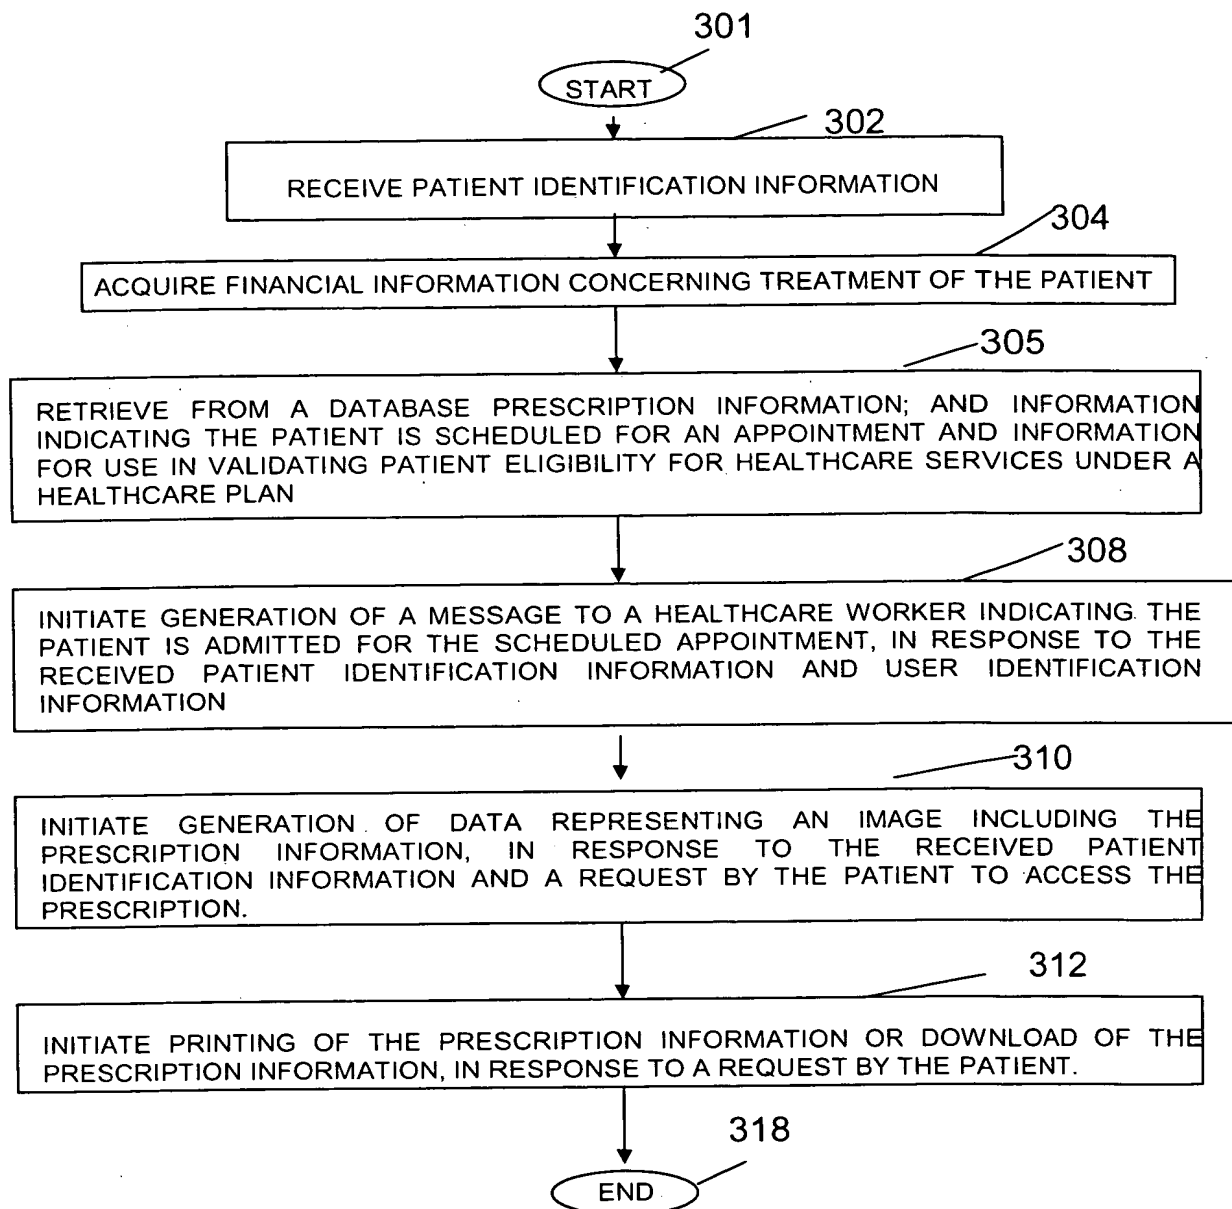 301
START
302
RECEIVE PATIENT IDENTIFICATION INFORMATION
304
ACQUIRE FINANCIAL INFORMATION CONCERNING TREATMENT OF THE PATIENT
305
RETRIEVE FROM A DATABASE PRESCRIPTION INFORMATION; AND INFORMATION
INDICATING THE PATIENT IS SCHEDULED FOR AN APPOINTMENT AND INFORMATION
FOR USE IN VALIDATING PATIENT ELIGIBILITY FOR HEALTHCARE SERVICES UNDER A
HEALTHCARE PLAN
308
INITIATE GENERATION OF A MESSAGE TO A HEALTHCARE WORKER INDICATING THE
PATIENT IS ADMITTED FOR THE SCHEDULED APPOINTMENT, IN RESPONSE TO THE
RECEIVED PATIENT IDENTIFICATION INFORMATION AND USER IDENTIFICATION
INFORMATION
310
INITIATE GENERATION OF DATA REPRESENTING AN IMAGE INCLUDING THE
PRESCRIPTION INFORMATION, IN RESPONSE TO THE RECEIVED PATIENT
IDENTIFICATION INFORMATION AND A REQUEST BY THE PATIENT TO ACCESS THE
PRESCRIPTION.
312
INITIATE PRINTING OF THE PRESCRIPTION INFORMATION OR DOWNLOAD OF THE
PRESCRIPTION INFORMATION, IN RESPONSE TO A REQUEST BY THE PATIENT.
318
END